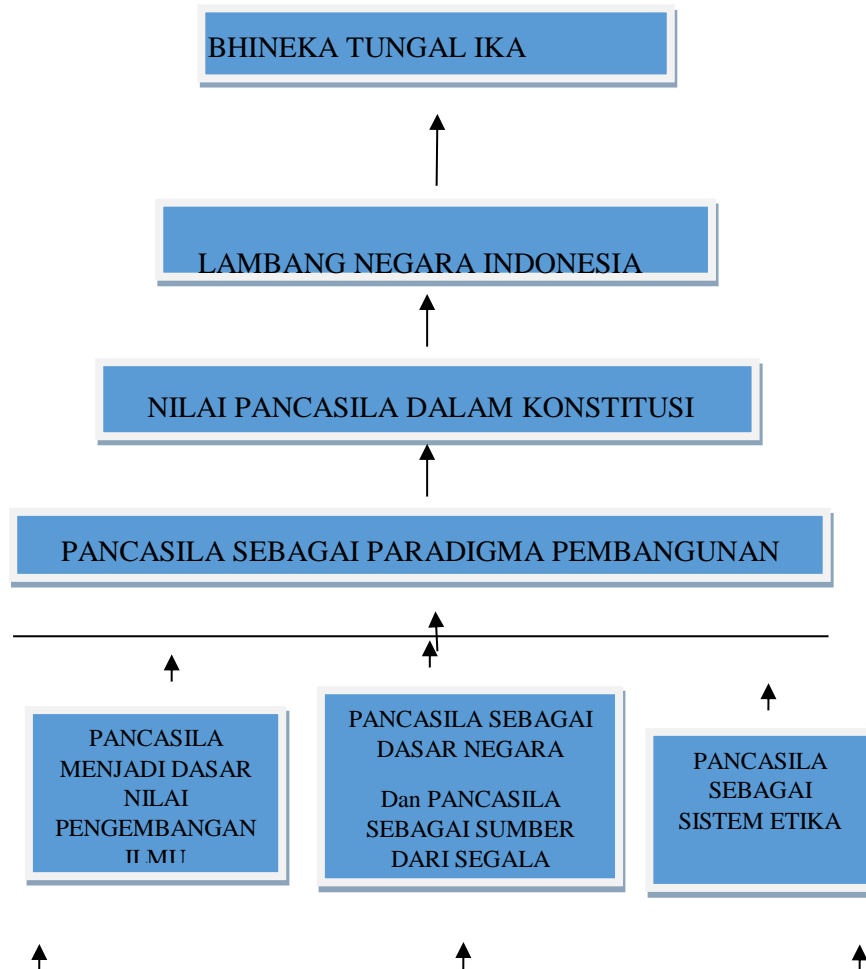 BHINEKA TUNGAL IKA
LAMBANG NEGARA INDONESIA
NILAI PANCASILA DALAM KONSTITUSI
PANCASILA SEBAGAI PARADIGMA PEMBANGUNAN
PANCASILA
MENJADI DASAR
NILAI
PENGEMBANGAN
ILMU
PANCASILA SEBAGAI
DASAR NEGARA
Dan PANCASILA
SEBAGAI SUMBER
DARI SEGALA
PANCASILA
SEBAGAI
SISTEM ETIKA